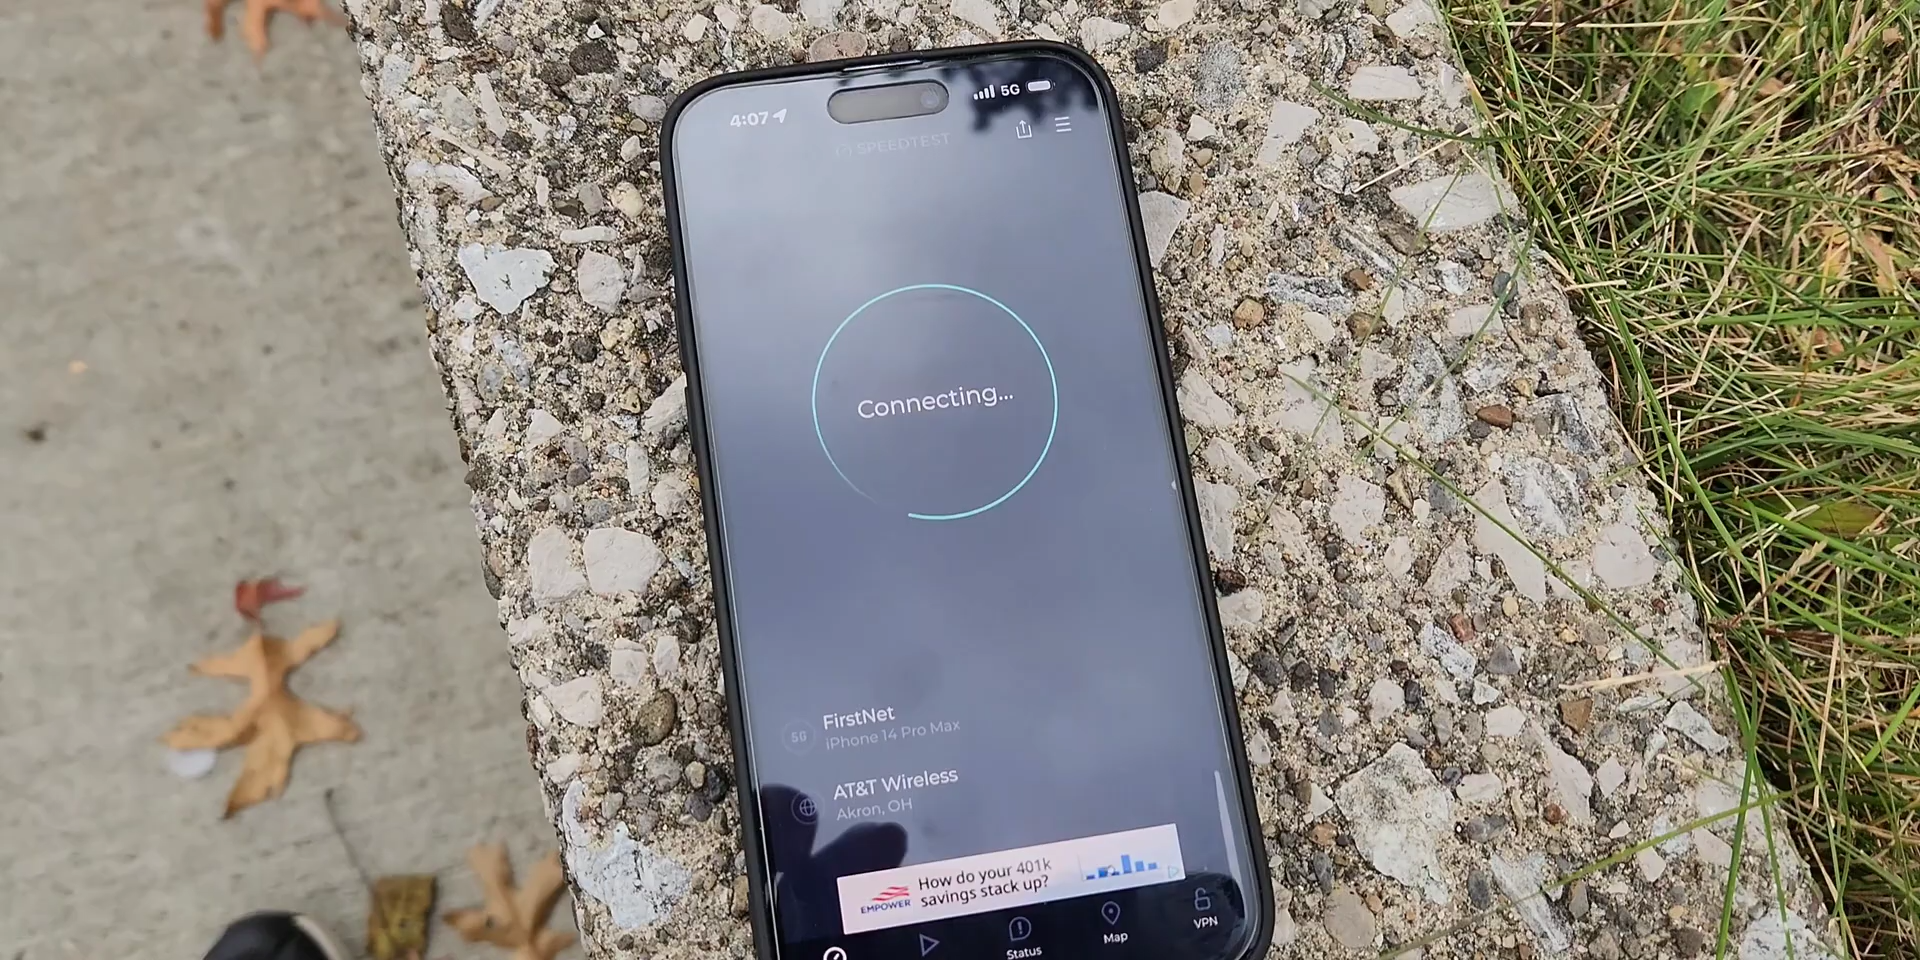 4:07
5G
SPEEDTEST
Connecting...
5G
FirstNet
iPhone 14 Pro Max
AT&T Wireless
Akron, OH
EMPOWER
How do your 401k
savings stack up?
Status
Map
VPN